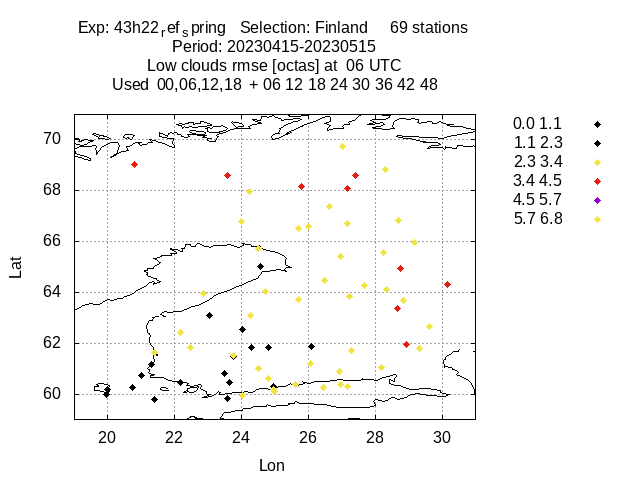 Exp: 43h22refspring Selection: Finland 69 stations
Period: 20230415-20230515
Low clouds rmse [octas] at 06 UTC
Used 00,06,12,18 + 06 12 18 24 30 36 42 48
70
68
66
64
62
60
Lat
20 22 24 26 28 30
Lon
0.0 1.1
1.1 2.3
2.3 3.4
3.4 4.5
4.5 5.7
5.7 6.8